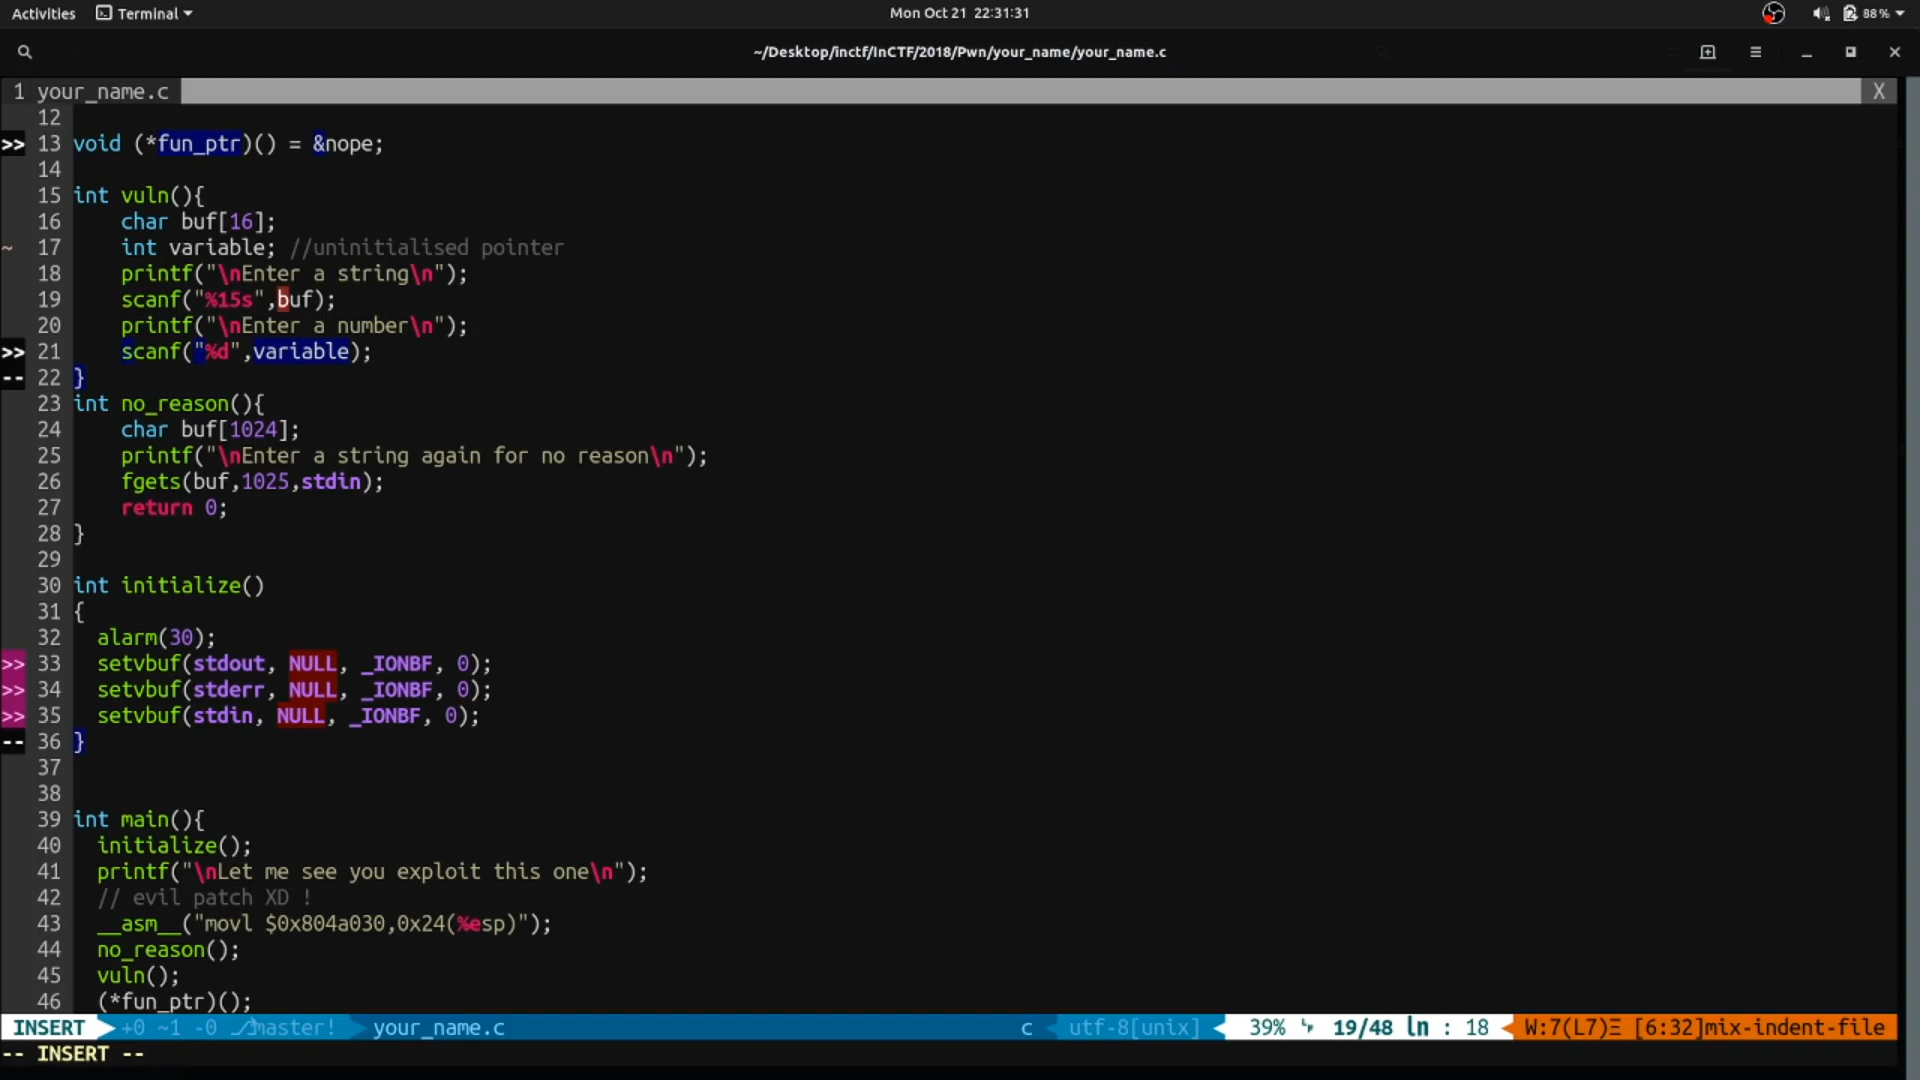 Activities Terminal Mon Oct 21 22:31:31 88%
~/Desktop/inctf/InCTF/2018/Pwn/your_name/your_name.c
1 your_name.c X
12
>> 13 void (*fun_ptr)() = &nope;
14
15 int vuln(){
16     char buf[16];
~ 17     int variable; //uninitialised pointer
18     printf("\nEnter a string\n");
19     scanf("%15s",buf);
20     printf("\nEnter a number\n");
>> 21     scanf("%d",variable);
-- 22 }
23 int no_reason(){
24     char buf[1024];
25     printf("\nEnter a string again for no reason\n");
26     fgets(buf,1025,stdin);
27     return 0;
28 }
29
30 int initialize()
31 {
32   alarm(30);
>> 33   setvbuf(stdout, NULL, _IONBF, 0);
>> 34   setvbuf(stderr, NULL, _IONBF, 0);
>> 35   setvbuf(stdin, NULL, _IONBF, 0);
-- 36 }
37
38
39 int main(){
40   initialize();
41   printf("\nLet me see you exploit this one\n");
42   // evil patch XD !
43   __asm__("movl $0x804a030,0x24(%esp)");
44   no_reason();
45   vuln();
46   (*fun_ptr)();
INSERT +0 ~1 -0 master! your_name.c c utf-8[unix] 39% 19/48 ln : 18 W:7(L7) [6:32]mix-indent-file
-- INSERT --